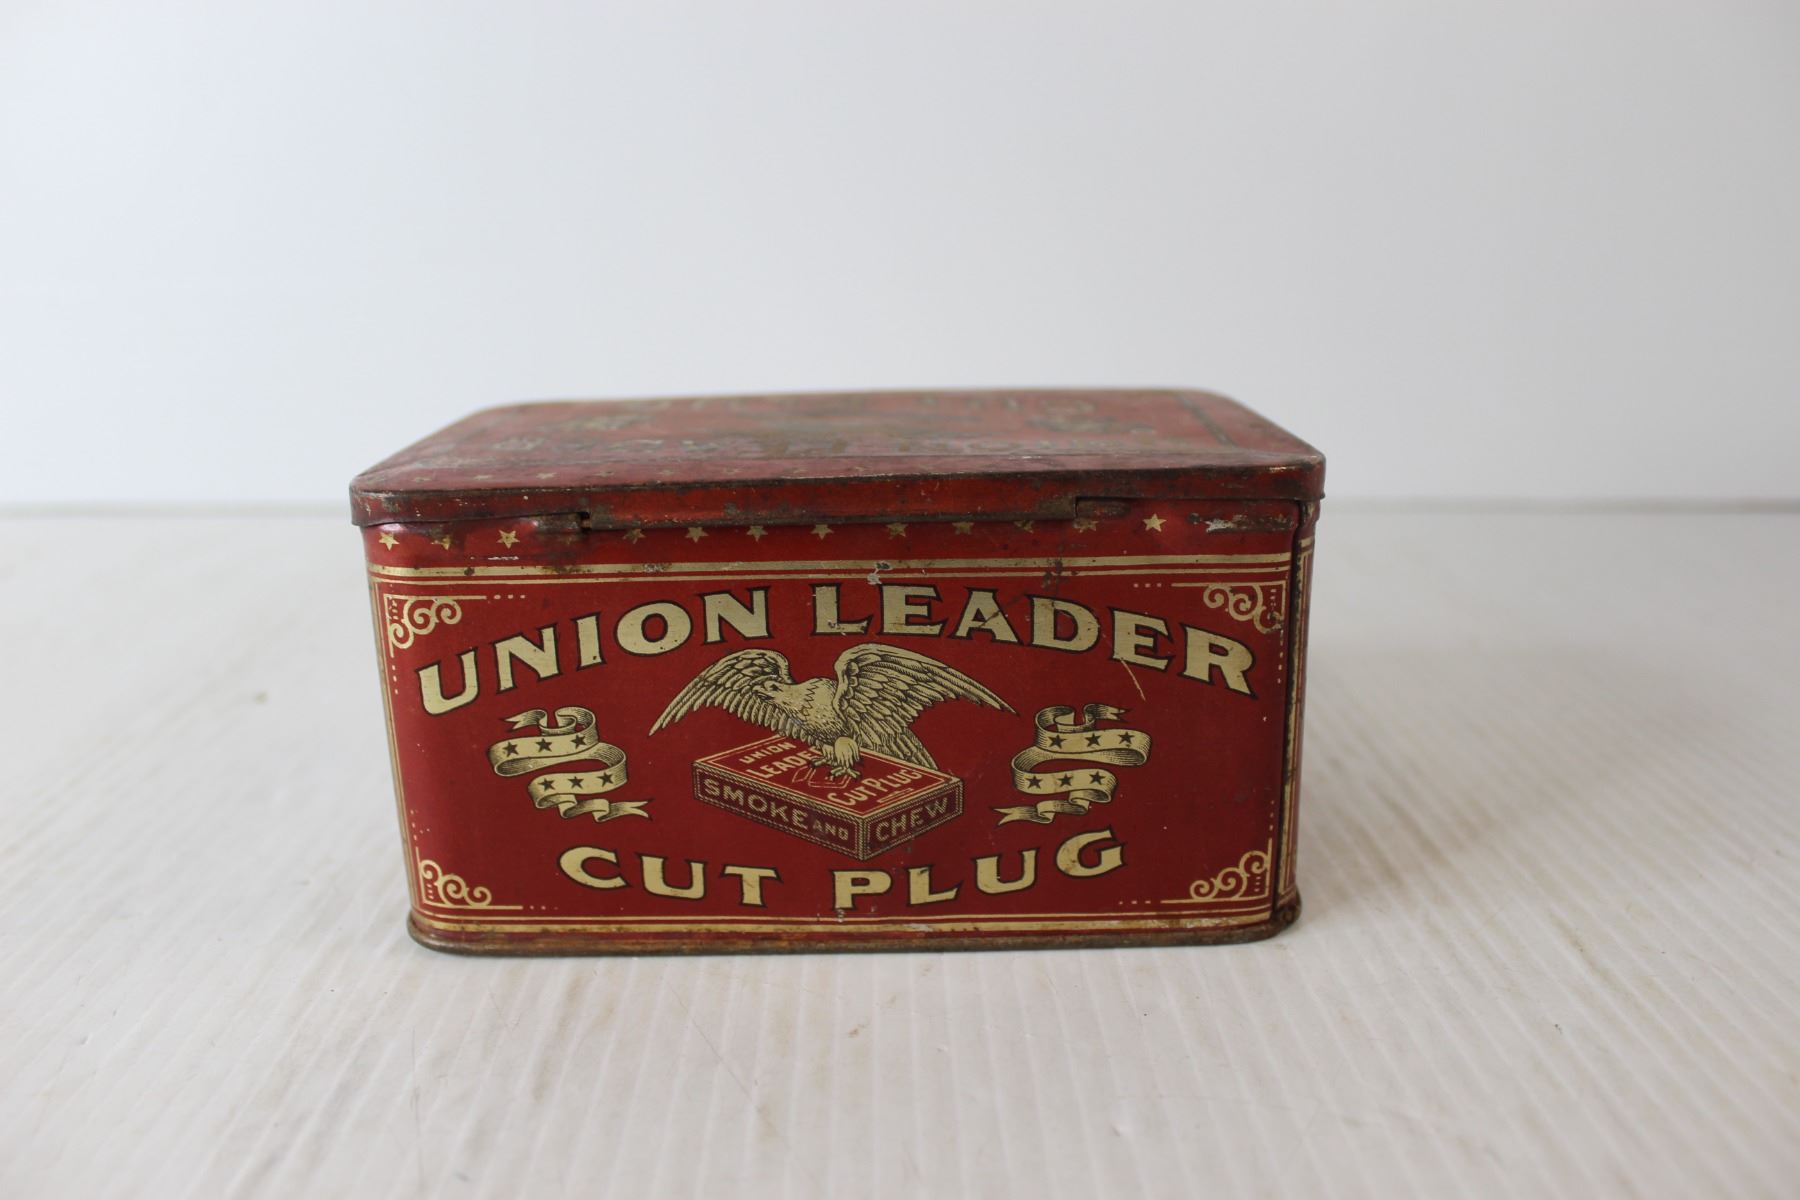 UNION LEADER
UNION
LEADER
CUT PLUG
SMOKE AND CHEW
CUT PLUG